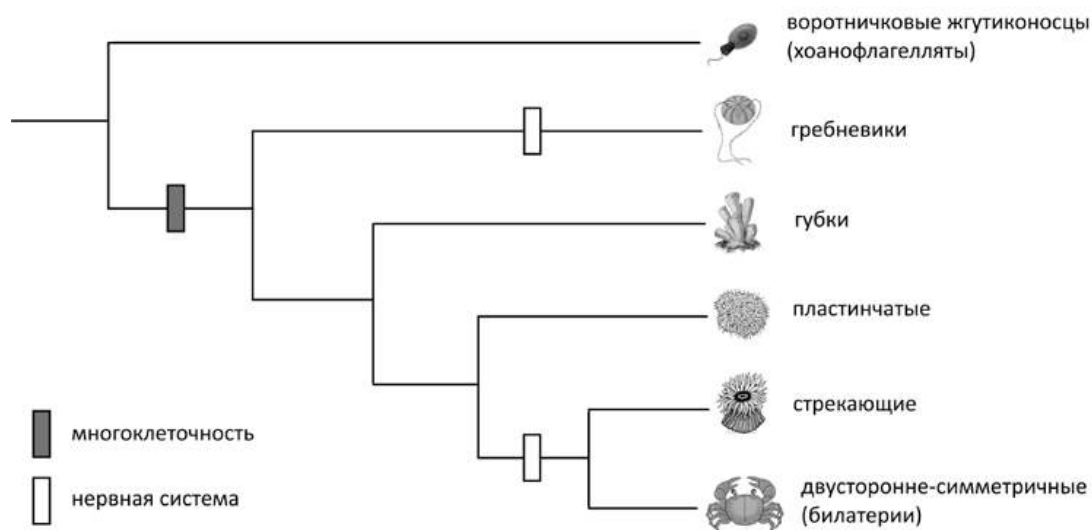 воротничковые жгутиконосцы
(хоанофлагелляты)
гребневики
губки
пластинчатые
стрекающие
двусторонне-симметричные
(билатерии)
многоклеточность
нервная система